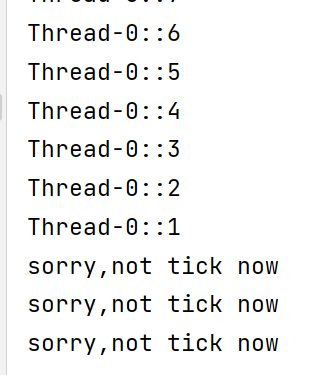 Thread-0::6
Thread-0::5
Thread-0::4
Thread-0::3
Thread-0::2
Thread-0::1
sorry,not tick now
sorry,not tick now
sorry,not tick now